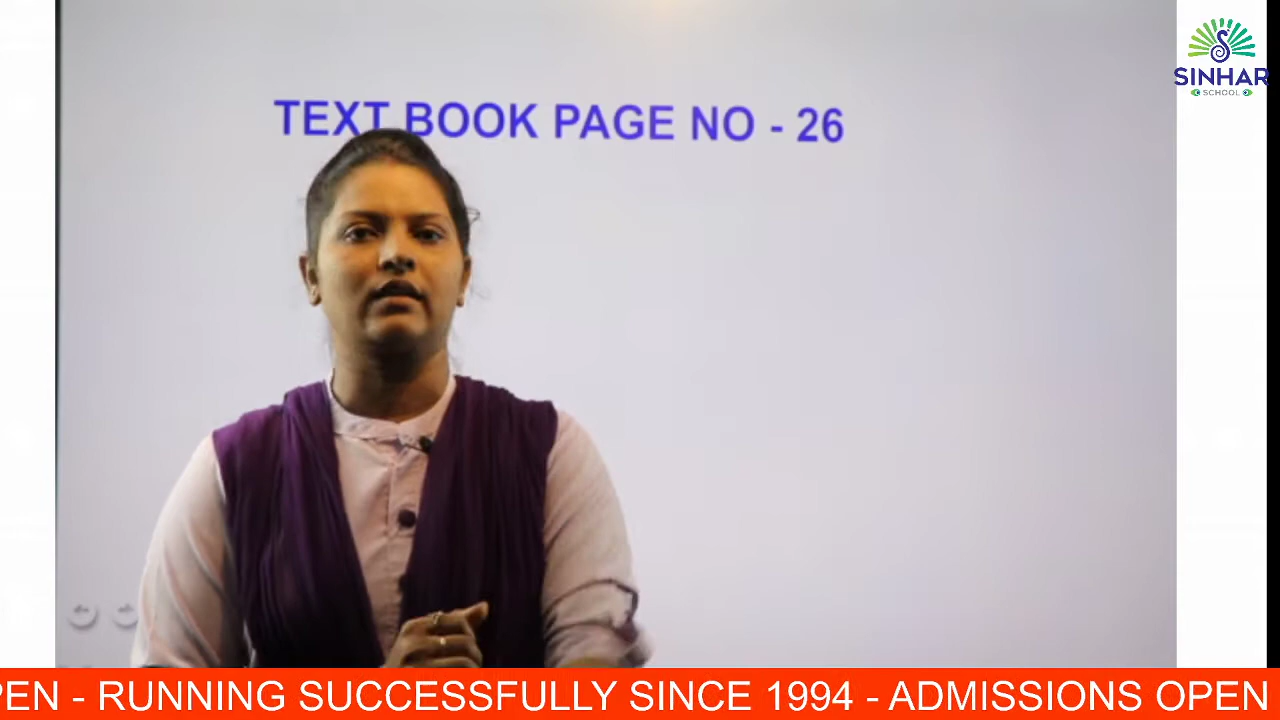 TEXT BOOK PAGE NO - 26
SINHAR
SCHOOL
PEN - RUNNING SUCCESSFULLY SINCE 1994 - ADMISSIONS OPEN